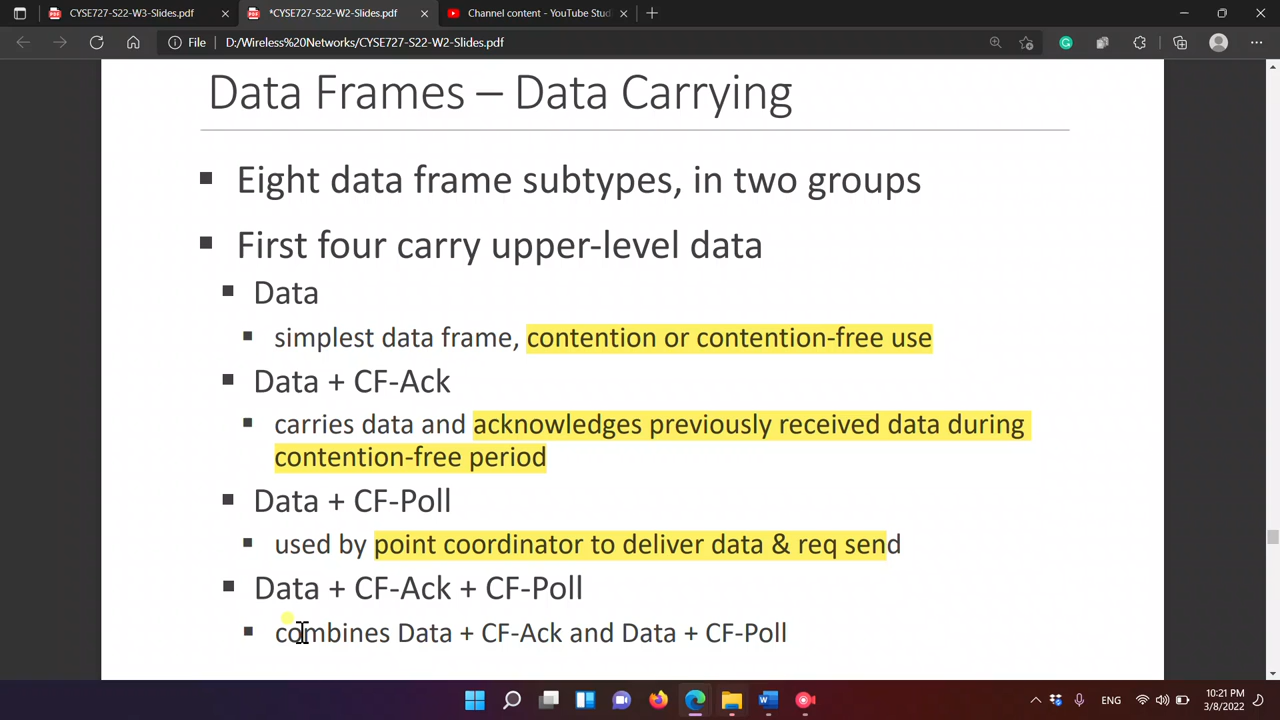 CYSE727-S22-W3-Slides.pdf
*CYSE727-S22-W2-Slides.pdf
Channel content - YouTube Stud
File
D:/Wireless%20Networks/CYSE727-S22-W2-Slides.pdf
Data Frames – Data Carrying
Eight data frame subtypes, in two groups
First four carry upper-level data
Data
simplest data frame, contention or contention-free use
Data + CF-Ack
carries data and acknowledges previously received data during
contention-free period
Data + CF-Poll
used by point coordinator to deliver data & req send
Data + CF-Ack + CF-Poll
combines Data + CF-Ack and Data + CF-Poll
ENG
10:21 PM
3/8/2022